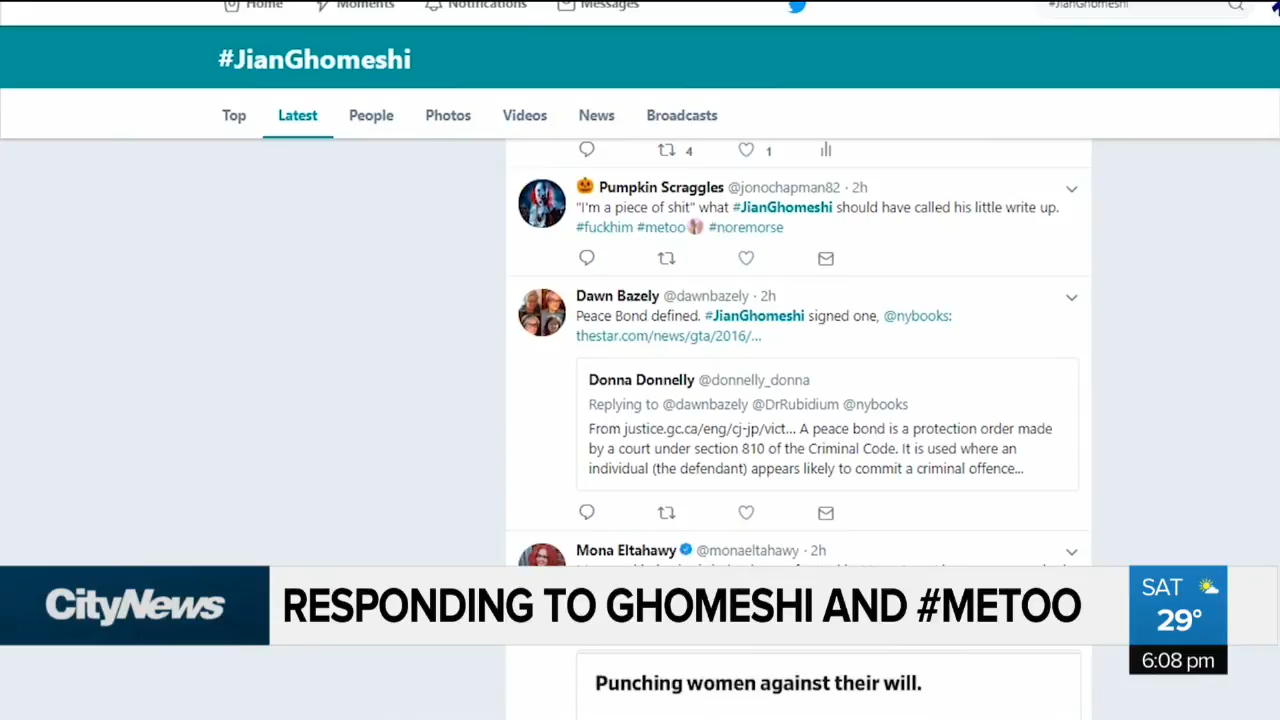 Home Moments Notifications Messages #JianGhomeshi
#JianGhomeshi
Top Latest People Photos Videos News Broadcasts
4 1
Pumpkin Scraggles @jonochapman82 · 2h
"I'm a piece of shit" what #JianGhomeshi should have called his little write up.
#fuckhim #metoo #noremorse
Dawn Bazely @dawnbazely · 2h
Peace Bond defined. #JianGhomeshi signed one, @nybooks:
thestar.com/news/gta/2016/...
Donna Donnelly @donnelly_donna
Replying to @dawnbazely @DrRubidium @nybooks
From justice.gc.ca/eng/cj-jp/vict... A peace bond is a protection order made
by a court under section 810 of the Criminal Code. It is used where an
individual (the defendant) appears likely to commit a criminal offence...
Mona Eltahawy @monaeltahawy · 2h
CityNews
RESPONDING TO GHOMESHI AND #METOO
SAT
29°
6:08 pm
Punching women against their will.